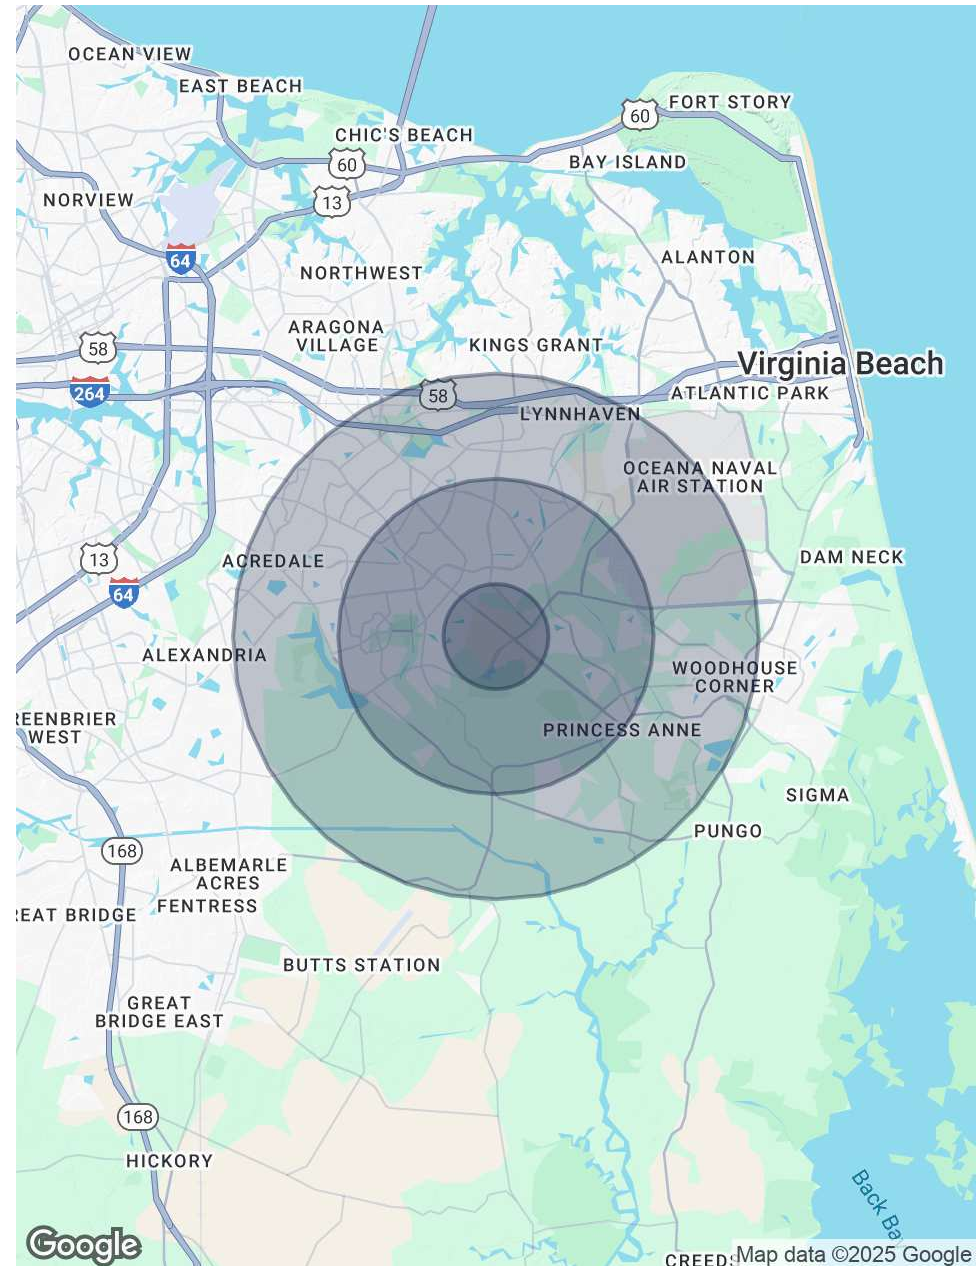 OCEAN VIEW
EAST BEACH
FORT STORY
60
CHIC'S BEACH
60
BAY ISLAND
13
NORVIEW
64
NORTHWEST
ALANTON
ARAGONA
VILLAGE
KINGS GRANT
58
Virginia Beach
264
58
ATLANTIC PARK
LYNNHAVEN
OCEANA NAVAL
AIR STATION
13
ACREDALE
DAM NECK
64
ALEXANDRIA
WOODHOUSE
CORNER
REENBRIER
WEST
PRINCESS ANNE
SIGMA
PUNGO
168
ALBEMARLE
ACRES
FENTRESS
REAT BRIDGE
BUTTS STATION
GREAT
BRIDGE EAST
168
HICKORY
Back Ba
Google
CREEDS
Map data ©2025 Google